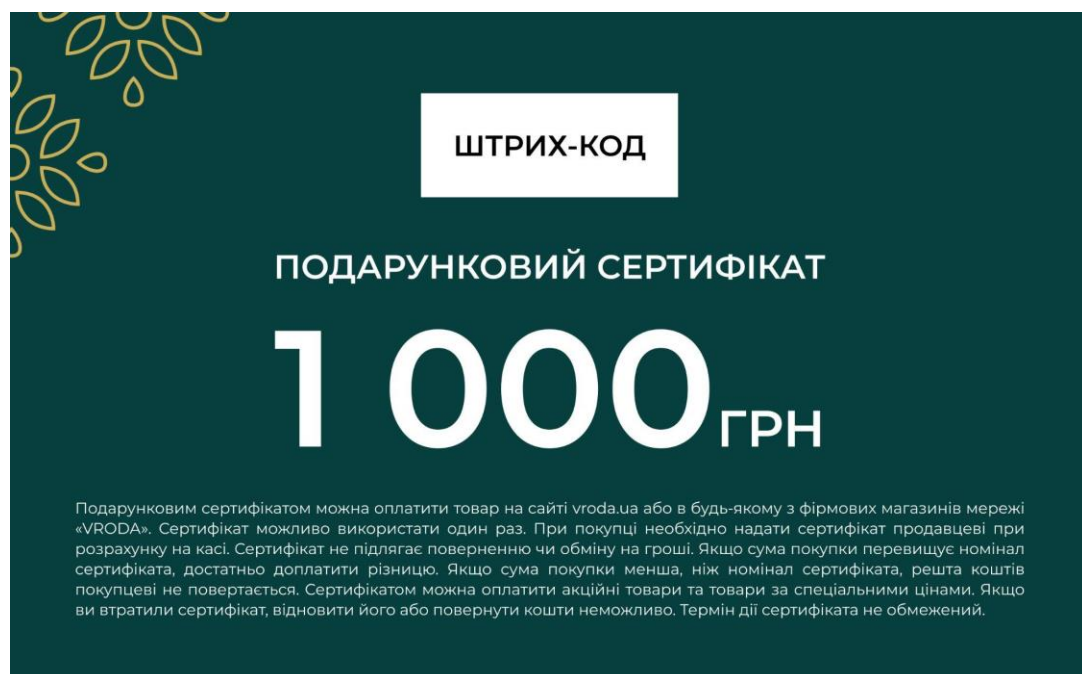 ШТРИХ-КОД
ПОДАРУНКОВИЙ СЕРТИФІКАТ
1 000 ГРН
Подарунковим сертифікатом можна оплатити товар на сайті vroda.ua або в будь-якому з фірмових магазинів мережі
«VRODA». Сертифікат можливо використати один раз. При покупці необхідно надати сертифікат продавцеві при
розрахунку на касі. Сертифікат не підлягає поверненню чи обміну на гроші. Якщо сума покупки перевищує номінал
сертифіката, достатньо доплатити різницю. Якщо сума покупки менша, ніж номінал сертифіката, решта коштів
покупцеві не повертається. Сертифікатом можна оплатити акційні товари та товари за спеціальними цінами. Якщо
ви втратили сертифікат, відновити його або повернути кошти неможливо. Термін дії сертифіката не обмежений.